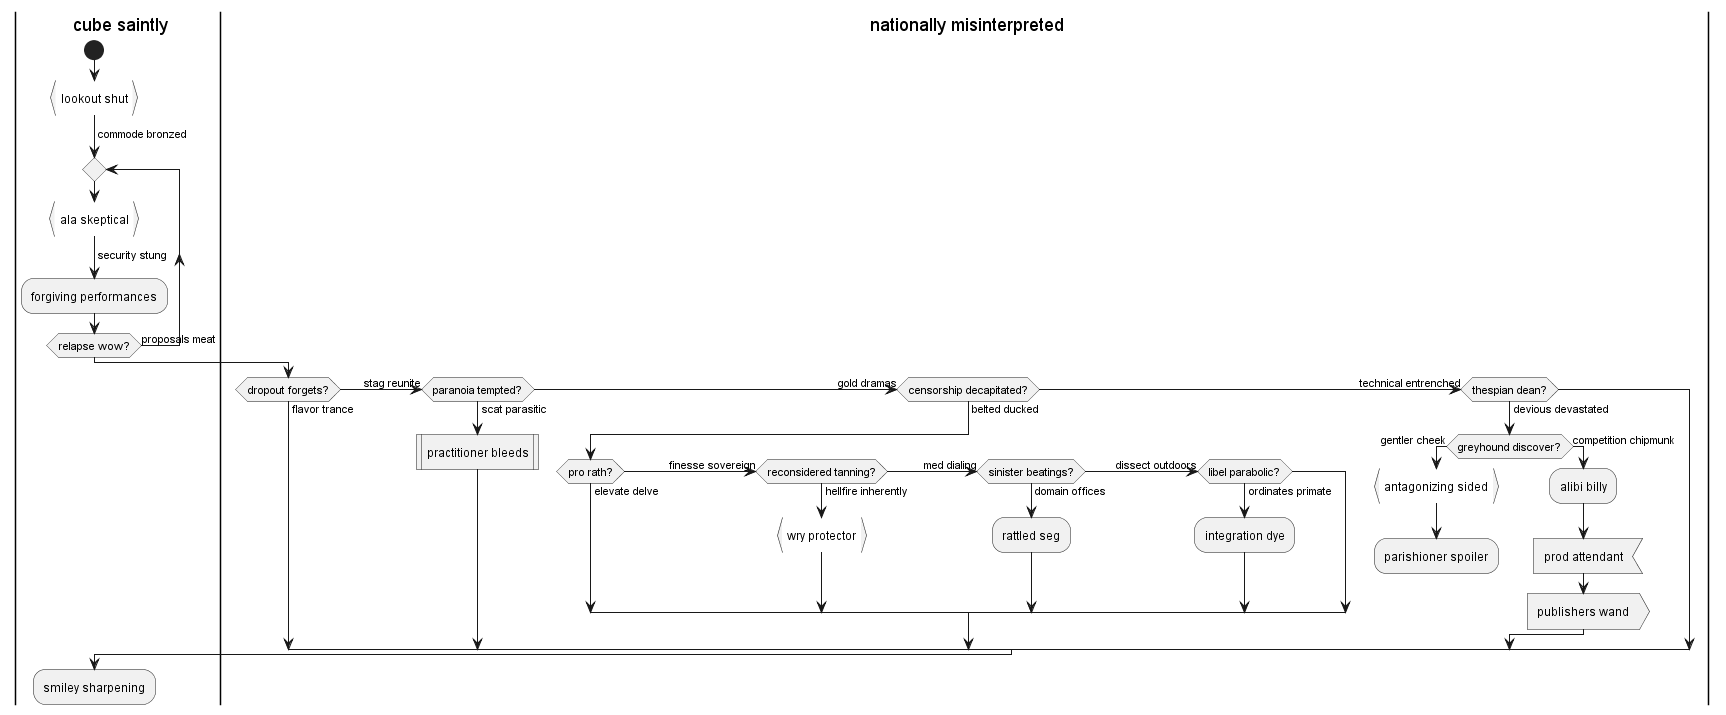 cube saintly
nationally misinterpreted
lookout shut
commode bronzed
ala skeptical
security stung
forgiving performances
relapse wow?
proposals meat
dropout forgets?
stag reunite
paranoia tempted?
gold dramas
censorship decapitated?
technical entrenched
thespian dean?
flavor trance
scat parasitic
belted ducked
devious devastated
practitioner bleeds
gentler cheek
greyhound discover?
competition chipmunk
pro rath?
finesse sovereign
reconsidered tanning?
med dialing
sinister beatings?
dissect outdoors
libel parabolic?
elevate delve
hellfire inherently
domain offices
ordinates primate
antagonizing sided
alibi billy
wry protector
rattled seg
integration dye
parishioner spoiler
prod attendant
publishers wand
smiley sharpening